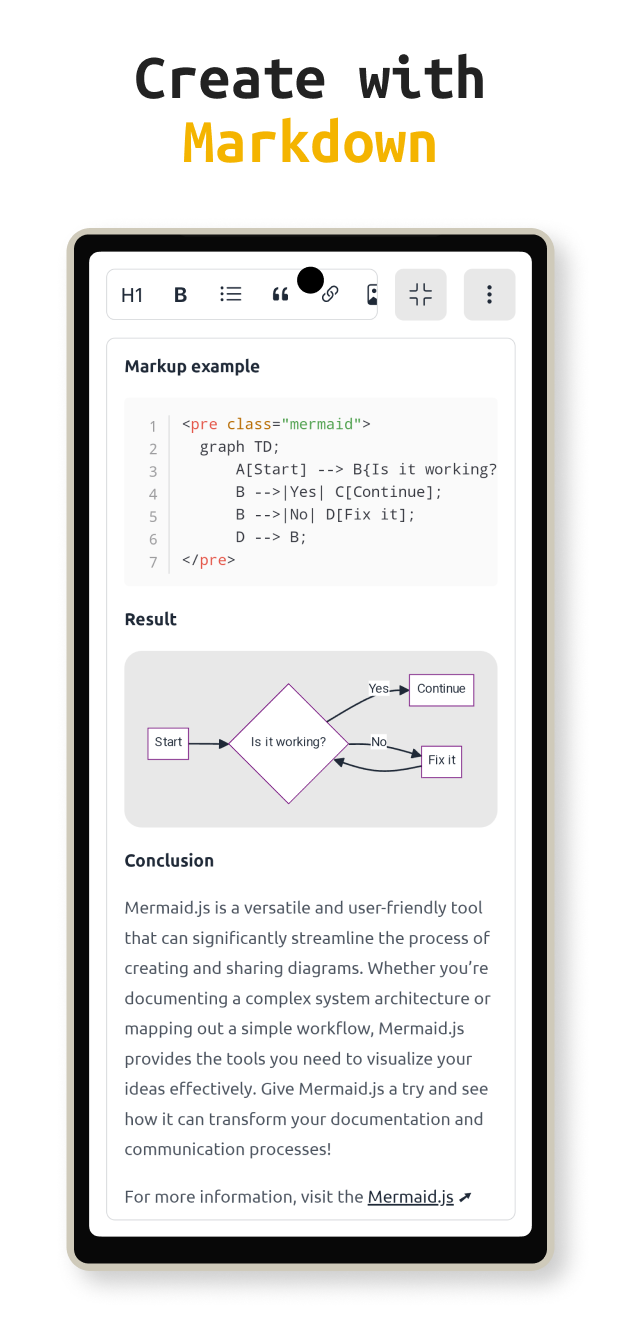 Create with
Markdown
H1 B
Markup example
1 <pre class="mermaid">
2   graph TD;
3       A[Start] --> B{Is it working?
4       B -->|Yes| C[Continue];
5       B -->|No| D[Fix it];
6       D --> B;
7 </pre>
Result
Yes Continue
Start Is it working? No
Fix it
Conclusion
Mermaid.js is a versatile and user-friendly tool
that can significantly streamline the process of
creating and sharing diagrams. Whether you’re
documenting a complex system architecture or
mapping out a simple workflow, Mermaid.js
provides the tools you need to visualize your
ideas effectively. Give Mermaid.js a try and see
how it can transform your documentation and
communication processes!
For more information, visit the Mermaid.js